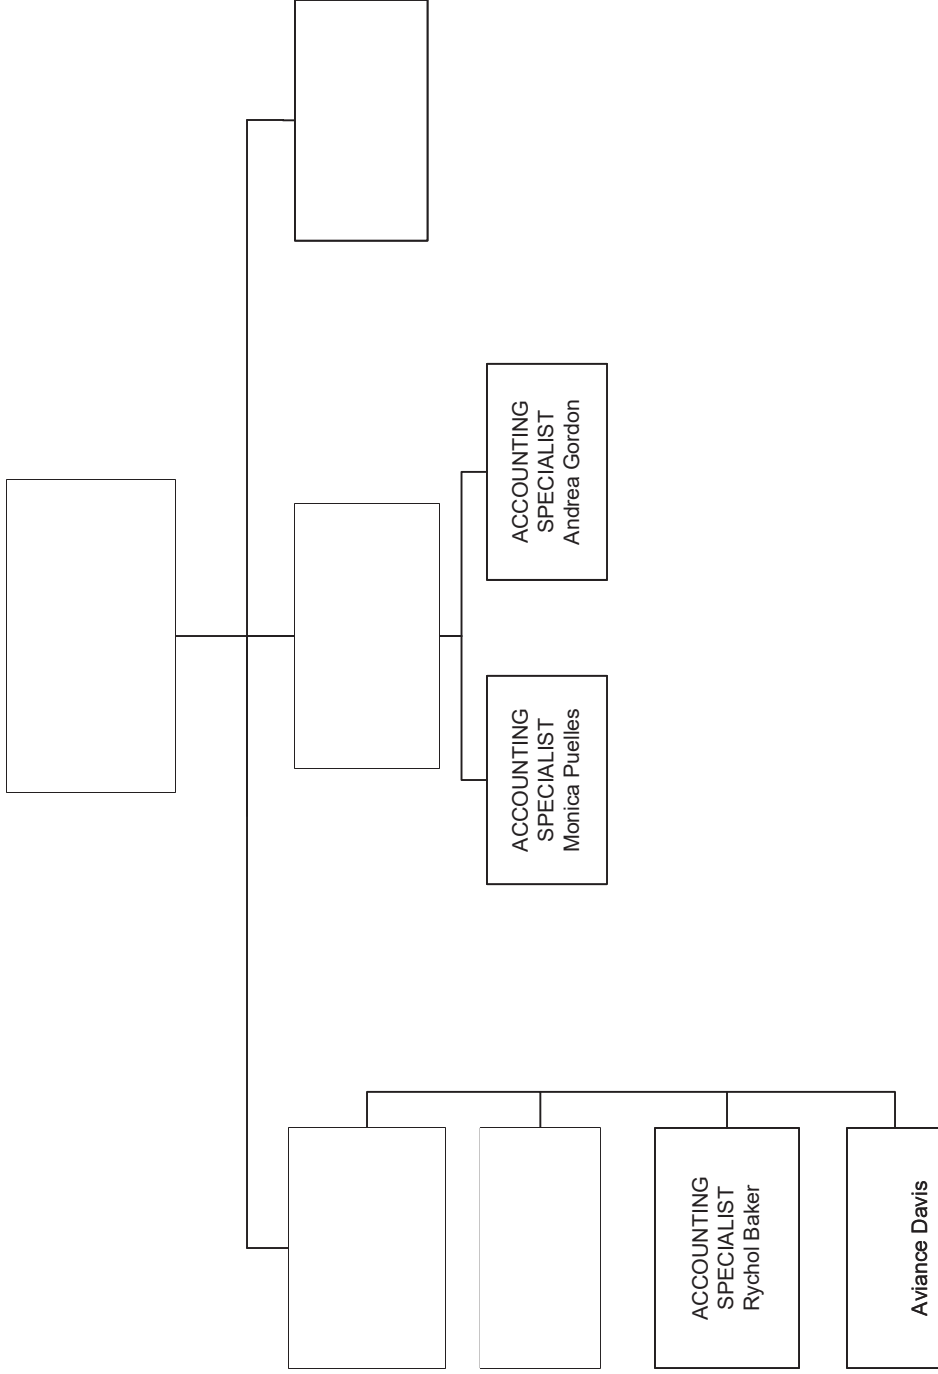 ACCOUNTING
SPECIALIST
Andrea Gordon
ACCOUNTING
SPECIALIST
Monica Puelles
ACCOUNTING
SPECIALIST
Rychol Baker
Aviance Davis